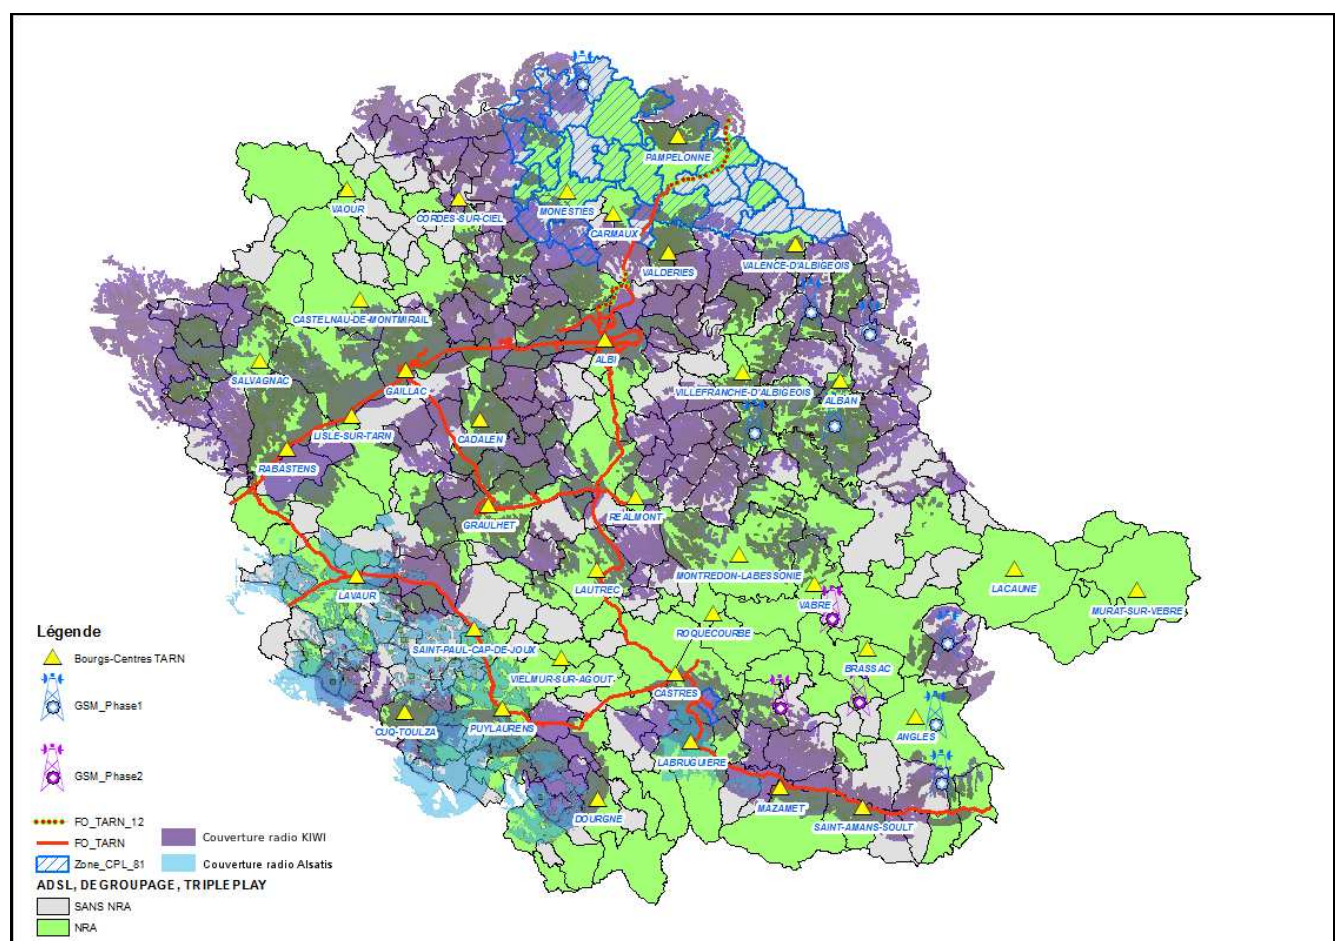 PAMPELONNE
VAOUR
CORDES-SUR-CIEL
MONESTIES
CARMAUX
VALDERIES
VALENCE-D'ALBIGEOIS
CASTELNAU-DE-MONTMIRAIL
ALBI
SALVAGNAC
GAILLAC
VILLEFRANCHE-D'ALBIGEOIS
ALBAN
LISLE-SUR-TARN
CADALEN
RABASTENS
GRAULHET
REALMONT
LAVAUR
LAUTREC
MONTREDON-LABESSONIE
VABRE
LACAUNE
MURAT-SUR-VEBRE
ROQUECOURBE
SAINT-PAUL-CAP-DE-JOUX
VIELMUR-SUR-AGOUT
BRASSAC
CASTRES
CUQ-TOULZA
PUYLAURENS
ANGLES
LABRUGUIERE
DOURGNE
MAZAMET
SAINT-AMANS-SOULT
Légende
Bourgs-Centres TARN
GSM_Phase1
GSM_Phase2
FO_TARN_12
FO_TARN
Couverture radio KIWI
Zone_CPL_81
Couverture radio Alsatis
ADSL, DEGROUPAGE, TRIPLE PLAY
SANS NRA
NRA